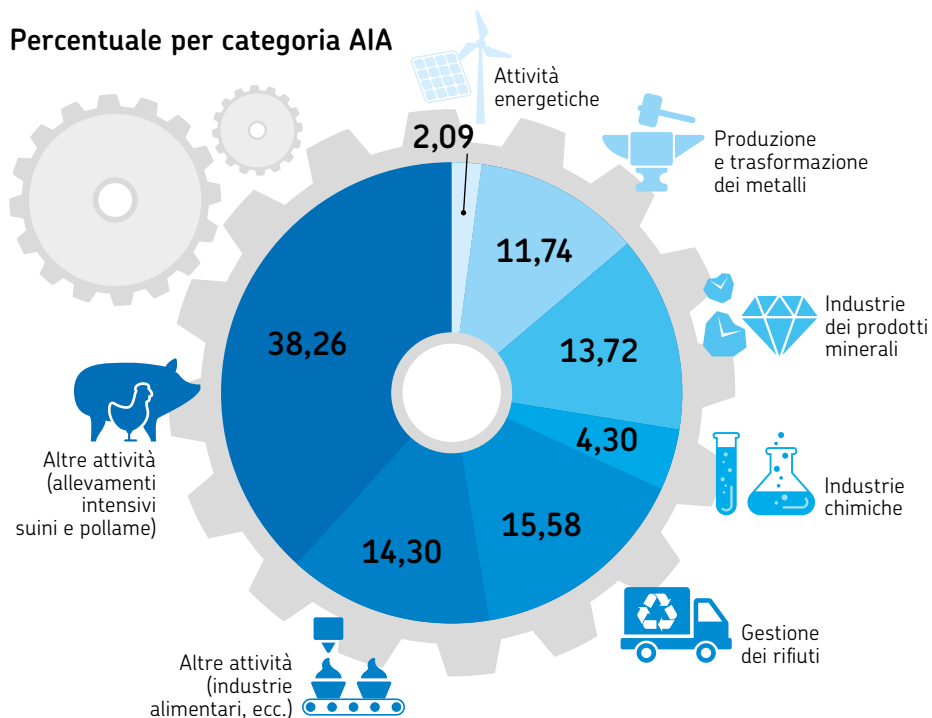 Percentuale per categoria AIA
Attività
energetiche
2,09
Produzione
e trasformazione
dei metalli
11,74
Industrie
dei prodotti
minerali
13,72
38,26
4,30
Altre attività
(allevamenti
intensivi
suini e pollame)
Industrie
chimiche
15,58
14,30
Gestione
dei rifiuti
Altre attività
(industrie
alimentari, ecc.)